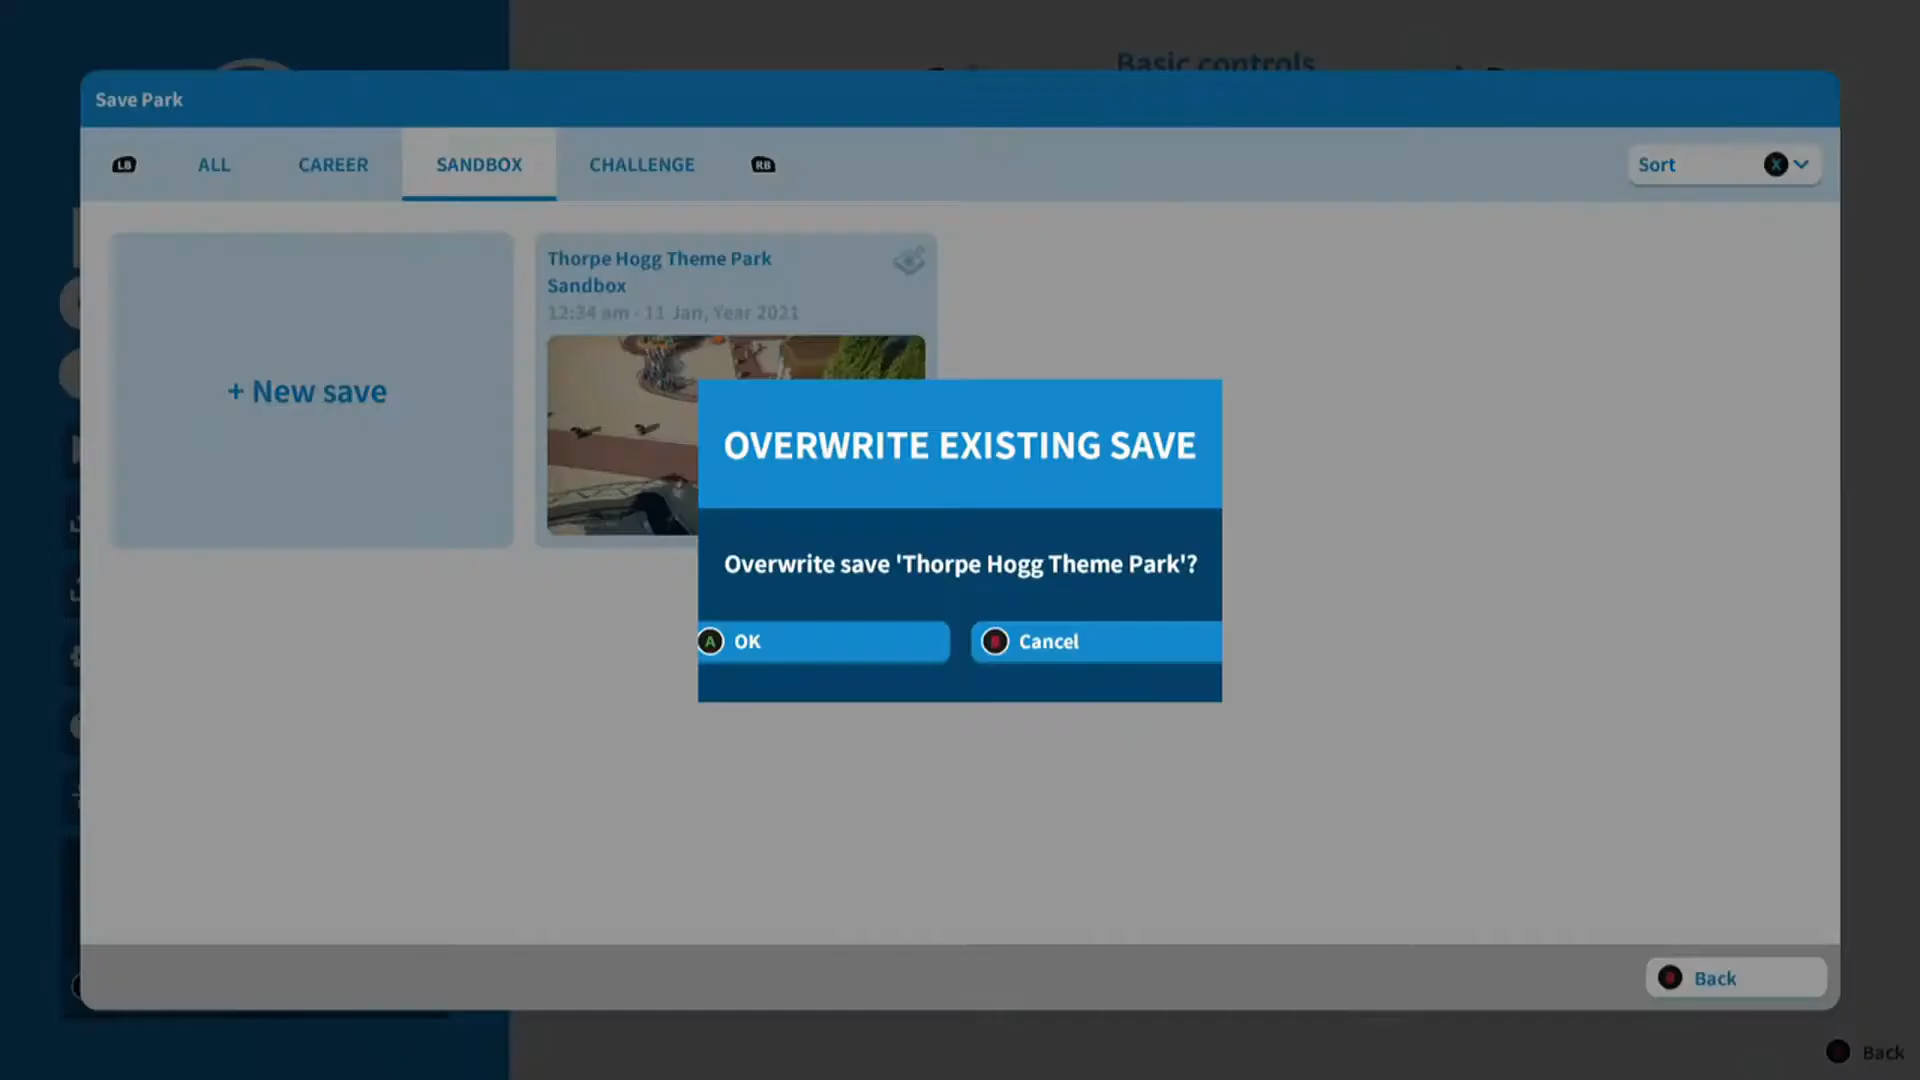 Basic controls
Save Park
LB ALL CAREER SANDBOX CHALLENGE RB
Sort X
+ New save
Thorpe Hogg Theme Park
Sandbox
12:34 am - 11 Jan, Year 2021
OVERWRITE EXISTING SAVE
Overwrite save 'Thorpe Hogg Theme Park'?
A OK
B Cancel
B Back
Back